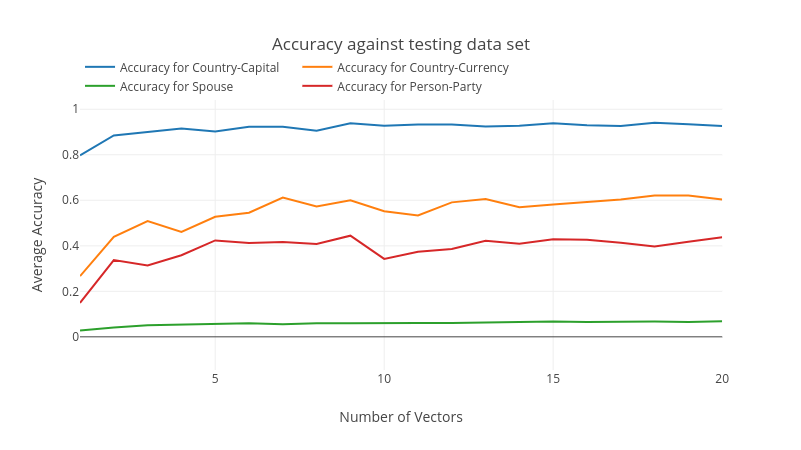 Accuracy against testing data set
Accuracy for Country-Capital
Accuracy for Country-Currency
Accuracy for Spouse
Accuracy for Person-Party
1
0.8
0.6
0.4
0.2
0
Average Accuracy
5
10
15
20
Number of Vectors